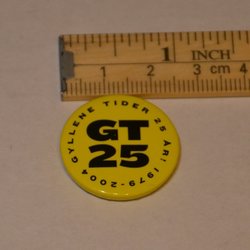 1 INCH
1 2 3 cm 4
GYLLENE TIDER 25 ÅR! 1979-2004
GT
25